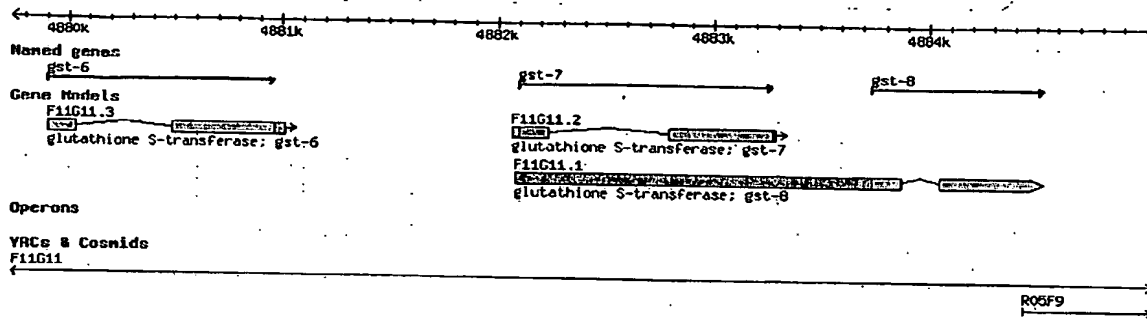 4880k 4881k 4882k 4883k 4884k
Named genes
gst-6 gst-7 gst-8
Gene Models
F11G11.3 F11G11.2
glutathione S-transferase; gst-6 glutathione S-transferase; gst-7
F11G11.1
glutathione S-transferase; gst-8
Operons
YACs & Cosmids
F11G11
R05F9